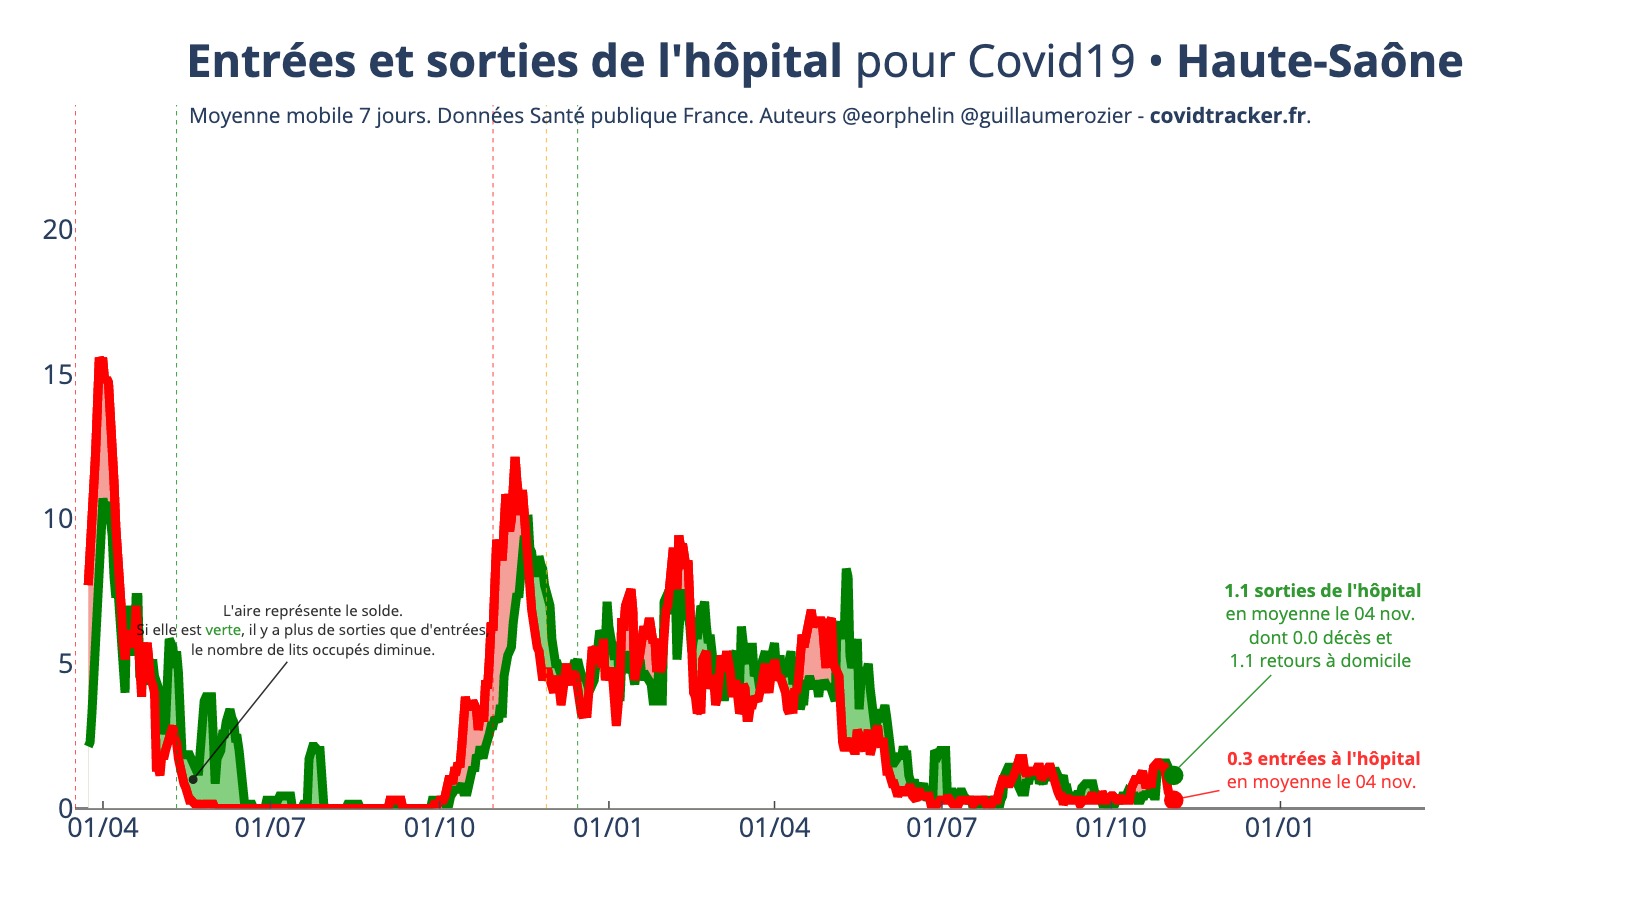 Entrées et sorties de l'hôpital pour Covid19 • Haute-Saône
Moyenne mobile 7 jours. Données Santé publique France. Auteurs @eorphelin @guillaumerozier - covidtracker.fr.
20
15
10
5
0
L'aire représente le solde.
Si elle est verte, il y a plus de sorties que d'entrées,
le nombre de lits occupés diminue.
1.1 sorties de l'hôpital
en moyenne le 04 nov.
dont 0.0 décès et
1.1 retours à domicile
0.3 entrées à l'hôpital
en moyenne le 04 nov.
01/04 01/07 01/10 01/01 01/04 01/07 01/10 01/01